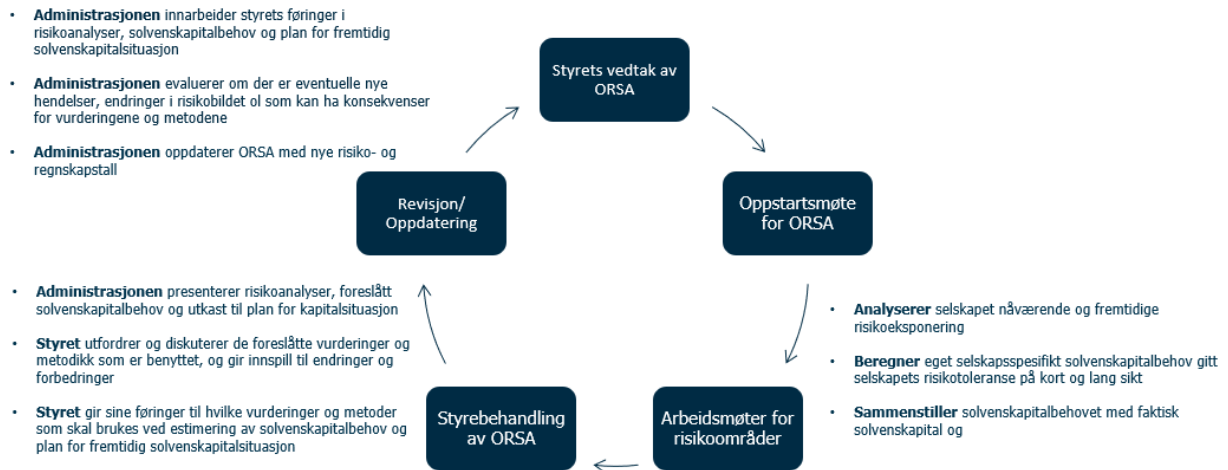 • Administrasjonen innarbeider styrets føringer i
risikoanalyser, solvenskapitalbehov og plan for fremtidig
solvenskapitalsituasjon
• Administrasjonen evaluerer om der er eventuelle nye
hendelser, endringer i risikobildet ol som kan ha konsekvenser
for vurderingene og metodene
• Administrasjonen oppdaterer ORSA med nye risiko- og
regnskapstall
Styrets vedtak av
ORSA
Oppstartsmøte
for ORSA
• Analyserer selskapet nåværende og fremtidige
risikoeksponering
• Beregner eget selskapsspesifikt solvenskapitalbehov gitt
selskapets risikotoleranse på kort og lang sikt
• Sammenstiller solvenskapitalbehovet med faktisk
solvenskapital og
Arbeidsmøter for
risikoområder
Styrebehandling
av ORSA
• Administrasjonen presenterer risikoanalyser, foreslått
solvenskapitalbehov og utkast til plan for kapitalsituasjon
• Styret utfordrer og diskuterer de foreslåtte vurderinger og
metodikk som er benyttet, og gir innspill til endringer og
forbedringer
• Styret gir sine føringer til hvilke vurderinger og metoder
som skal brukes ved estimering av solvenskapitalbehov og
plan for fremtidig solvenskapitalsituasjon
Revisjon/
Oppdatering